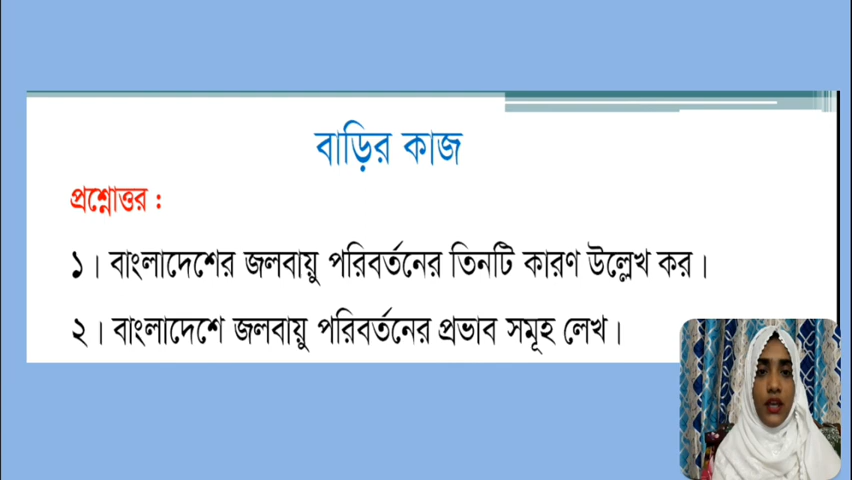 বাড়ির কাজ
প্রশ্নোত্তর :
১। বাংলাদেশের জলবায়ু পরিবর্তনের তিনটি কারণ উল্লেখ কর।
২। বাংলাদেশে জলবায়ু পরিবর্তনের প্রভাব সমূহ লেখ।